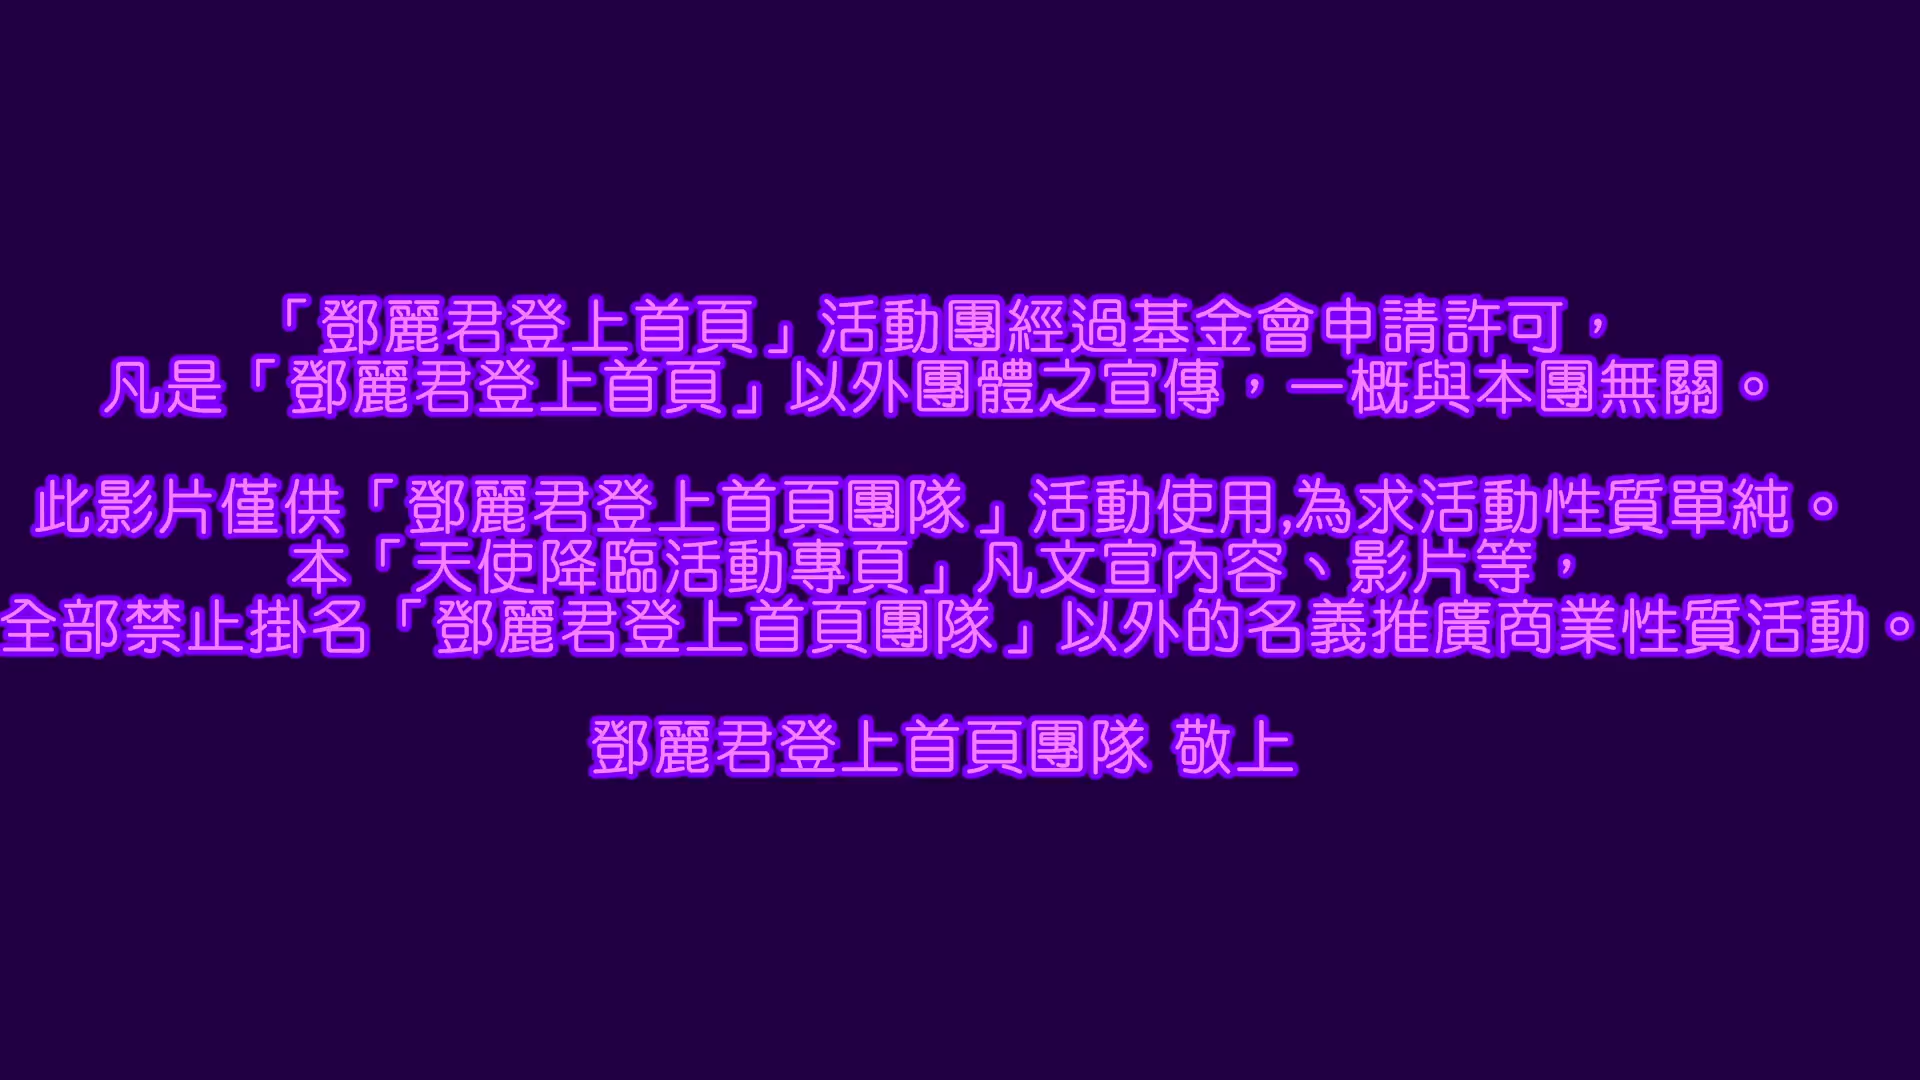 「鄧麗君登上首頁」活動團經過基金會申請許可，
凡是「鄧麗君登上首頁」以外團體之宣傳，一概與本團無關。
此影片僅供「鄧麗君登上首頁團隊」活動使用,為求活動性質單純。
本「天使降臨活動專頁」凡文宣內容、影片等，
全部禁止掛名「鄧麗君登上首頁團隊」以外的名義推廣商業性質活動。
鄧麗君登上首頁團隊 敬上